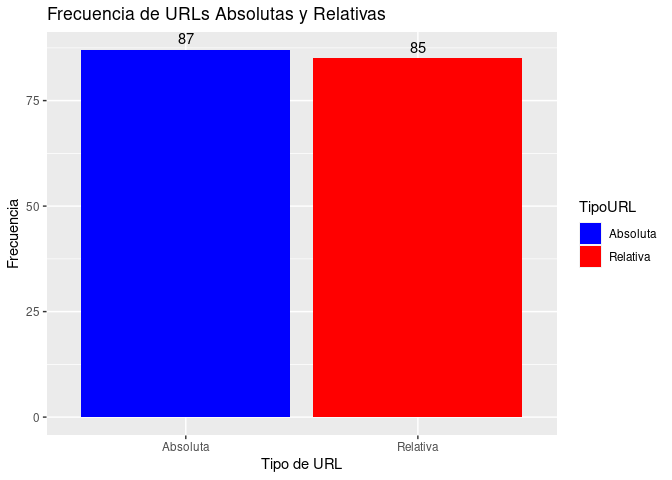 Frecuencia de URLs Absolutas y Relativas
87
85
75
50
25
0
Frecuencia
Absoluta
Relativa
Tipo de URL
TipoURL
Absoluta
Relativa